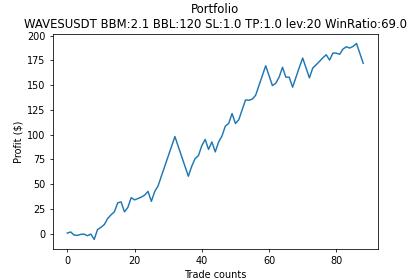 Portfolio
WAVESUSDT BBM:2.1 BBL:120 SL:1.0 TP:1.0 lev:20 WinRatio:69.0
200
175
150
125
100
75
50
25
0
Profit ($)
0 20 40 60 80
Trade counts